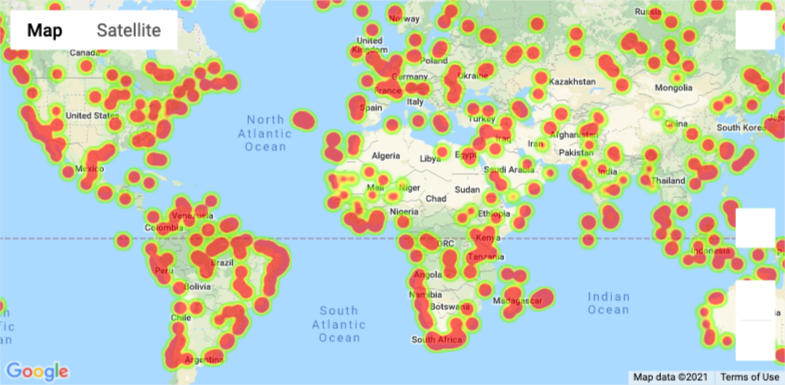 Map Satellite
Norway
Russia
United
Kingdom
Canada
Poland
Germany
Ukraine
Kazakhstan
Mongolia
France
Italy
Spain
United States
Turkey
China
South Korea
North
Atlantic
Ocean
Afghanistan
Iraq
Iran
Pakistan
Algeria
Libya
Egypt
Saudi Arabia
India
Mexico
Thailand
Mali
Niger
Chad
Sudan
Nigeria
Ethiopia
Venezuela
Colombia
DRC
Kenya
Indonesia
Tanzania
Brazil
Peru
Angola
Bolivia
Namibia
Botswana
Madagascar
Indian
Ocean
South
Atlantic
Ocean
Chile
South Africa
Argentina
Google
Map data ©2021 Terms of Use